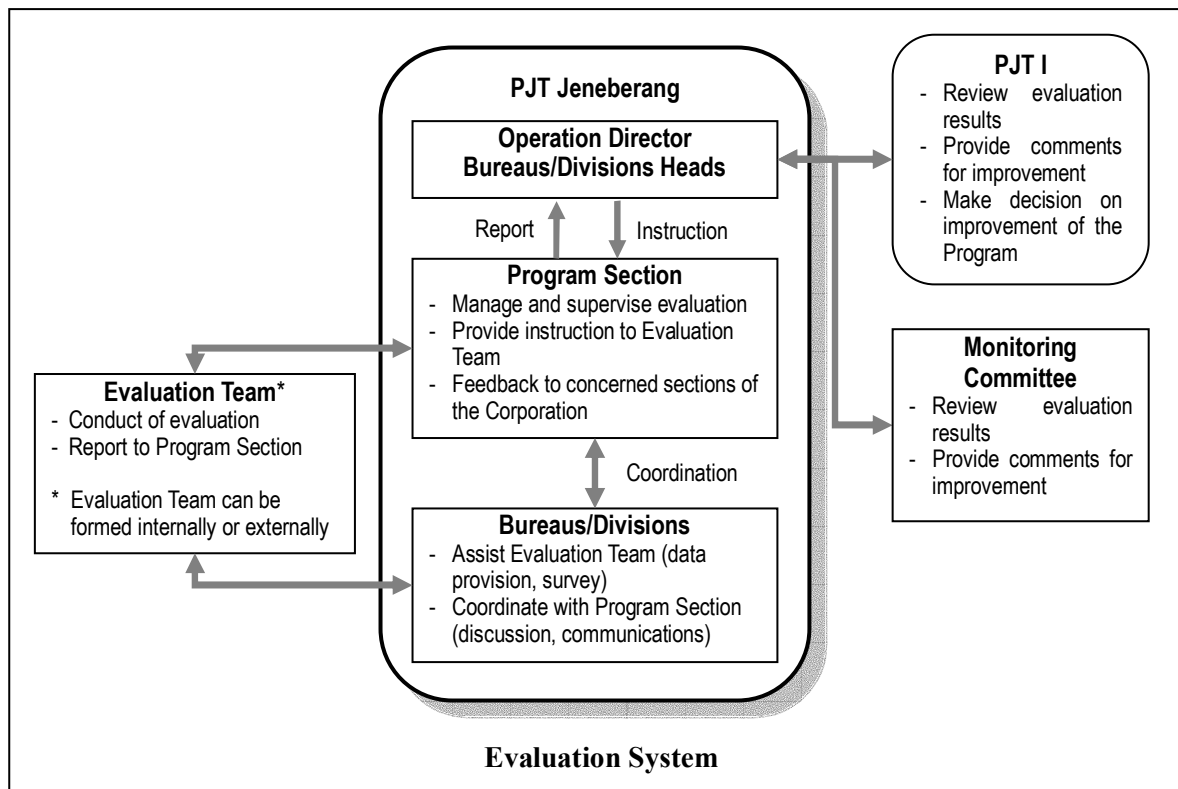 PJT Jeneberang
Operation Director
Bureaus/Divisions Heads
Report
Instruction
Program Section
- Manage and supervise evaluation
- Provide instruction to Evaluation
Team
- Feedback to concerned sections of
the Corporation
Coordination
Bureaus/Divisions
- Assist Evaluation Team (data
provision, survey)
- Coordinate with Program Section
(discussion, communications)
Evaluation Team*
- Conduct of evaluation
- Report to Program Section
* Evaluation Team can be
formed internally or externally
PJT I
- Review evaluation
results
- Provide comments
for improvement
- Make decision on
improvement of the
Program
Monitoring
Committee
- Review evaluation
results
- Provide comments for
improvement
Evaluation System